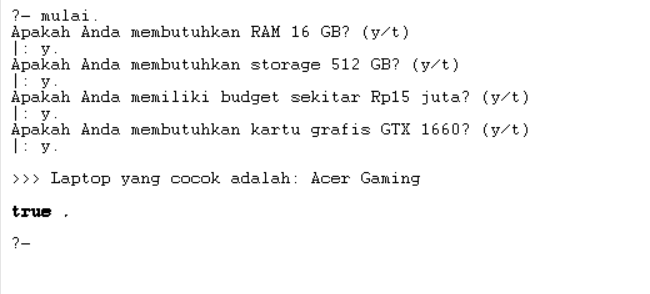 ?- mulai.
Apakah Anda membutuhkan RAM 16 GB? (y/t)
|: y.
Apakah Anda membutuhkan storage 512 GB? (y/t)
|: y.
Apakah Anda memiliki budget sekitar Rp15 juta? (y/t)
|: y.
Apakah Anda membutuhkan kartu grafis GTX 1660? (y/t)
|: y.
>>> Laptop yang cocok adalah: Acer Gaming
true .
?-